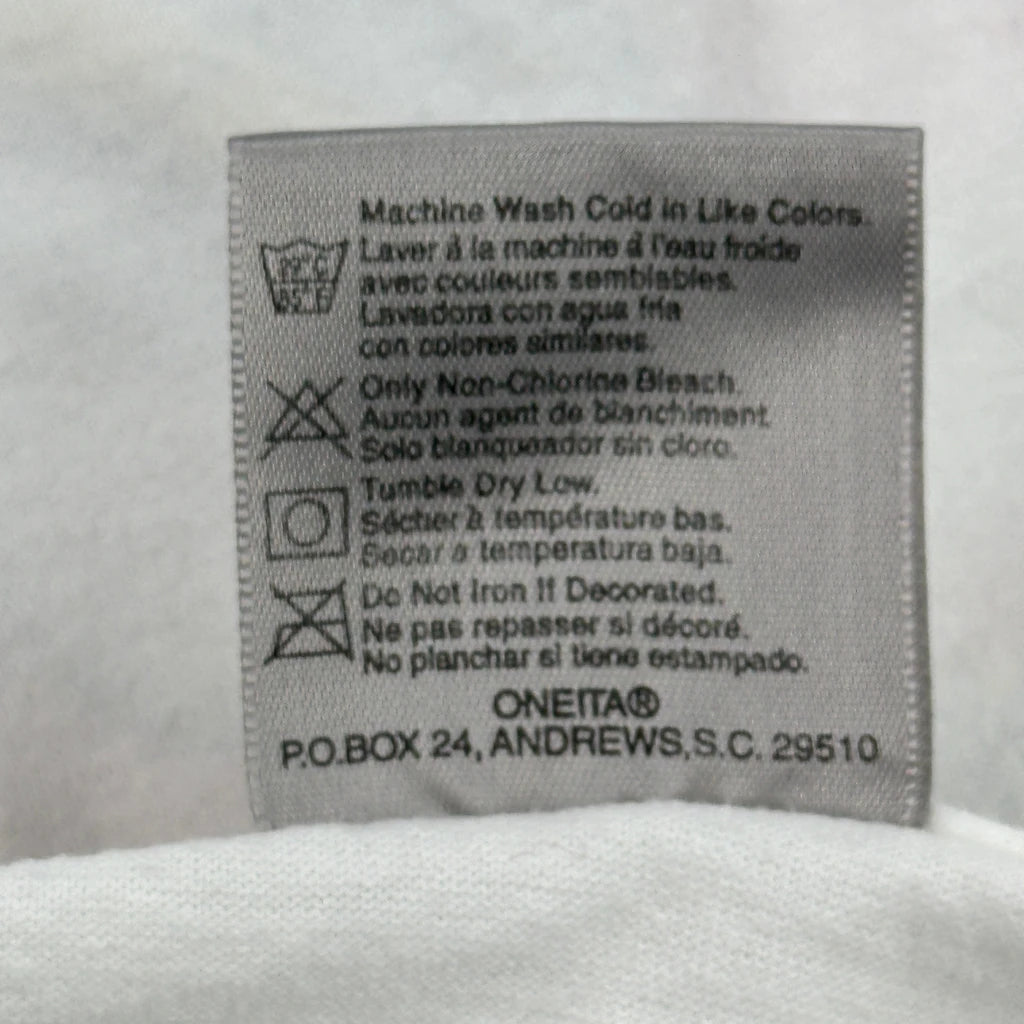 Machine Wash Cold in Like Colors.
Laver à la machine à l'eau froide
avec couleurs semblables.
Lavadora con agua fria
con colores similares.
Only Non-Chlorine Bleach.
Aucun agent de blanchiment.
Solo blanqueador sin cloro.
Tumble Dry Low.
Sécher à température bas.
Secar a temperatura baja.
Do Not Iron If Decorated.
Ne pas repasser si décoré.
No planchar si tiene estampado.
ONEITA®
P.O.BOX 24, ANDREWS,S.C. 29510